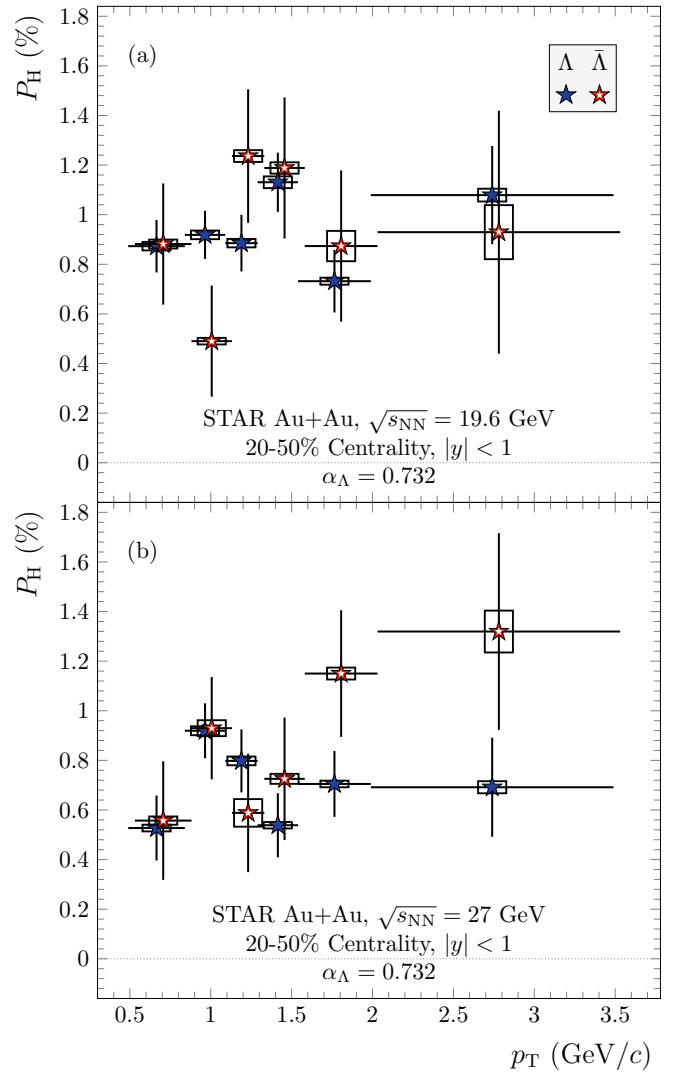 P_H (%)
1.8
1.6
1.4
1.2
1
0.8
0.6
0.4
0.2
0
(a)
Λ Λ̄
STAR Au+Au, √s_NN = 19.6 GeV
20-50% Centrality, |y| < 1
α_Λ = 0.732
P_H (%)
1.8
1.6
1.4
1.2
1
0.8
0.6
0.4
0.2
0
(b)
STAR Au+Au, √s_NN = 27 GeV
20-50% Centrality, |y| < 1
α_Λ = 0.732
0.5 1 1.5 2 2.5 3 3.5
p_T (GeV/c)